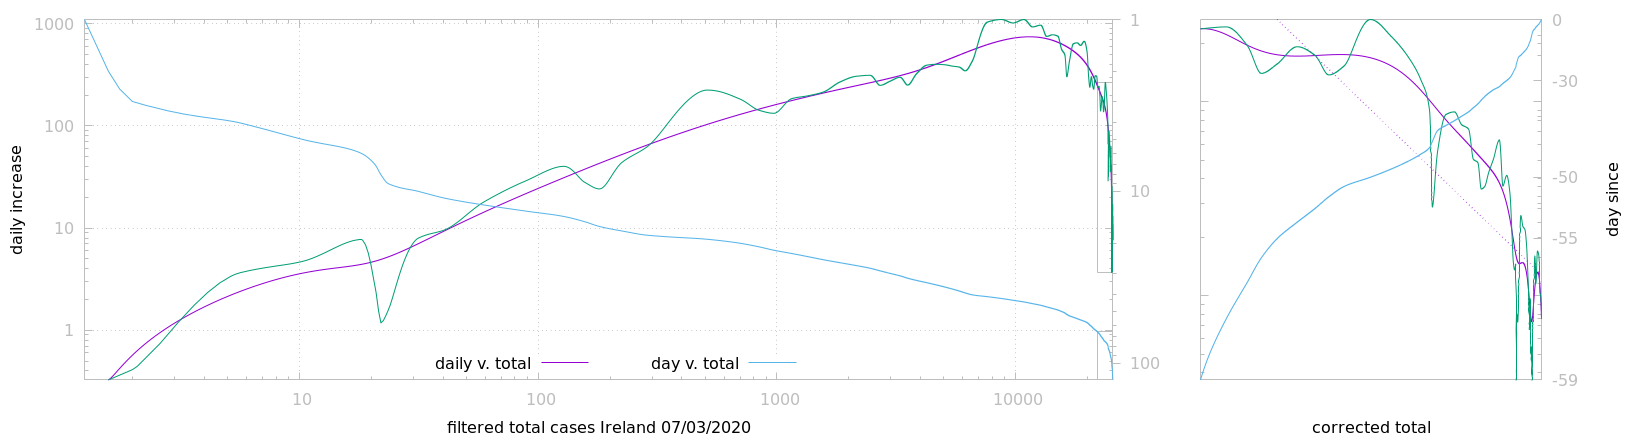 1000
100
10
1
daily increase
10
100
1000
10000
filtered total cases Ireland 07/03/2020
daily v. total
day v. total
1
10
100
0
-30
-50
-55
-59
day since
corrected total